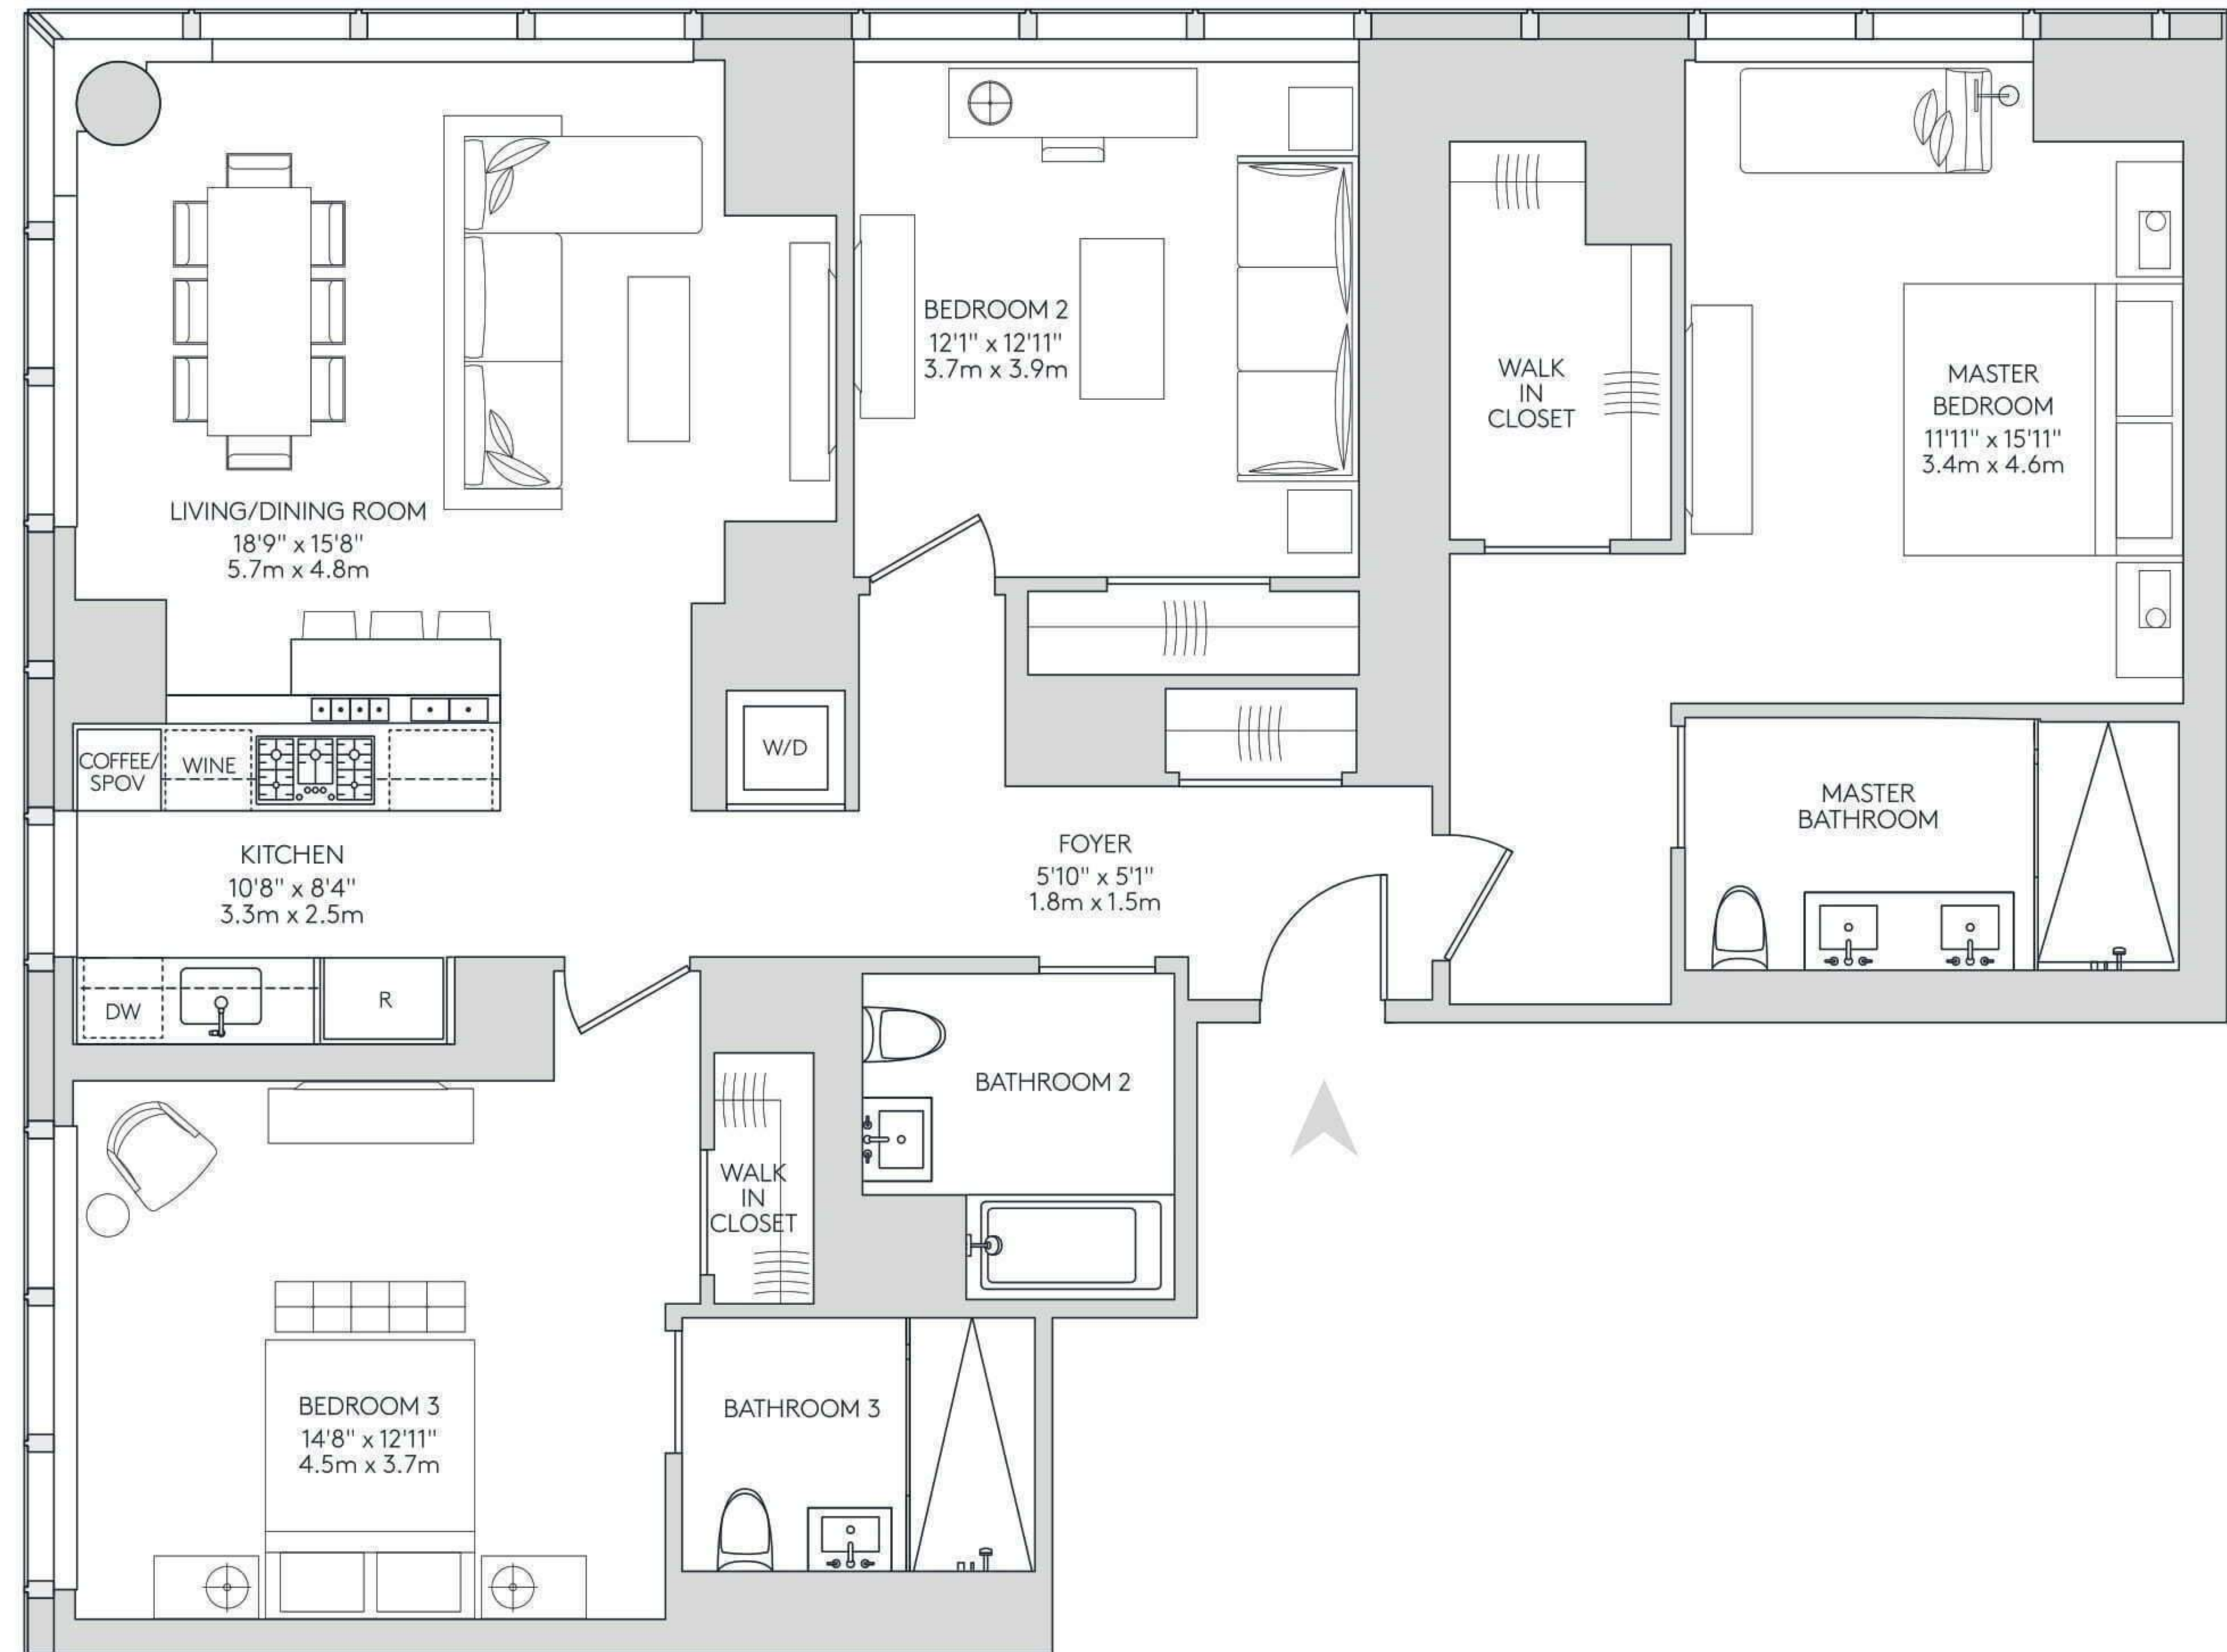 BEDROOM 2
12'1" x 12'11"
3.7m x 3.9m
WALK
IN
CLOSET
MASTER
BEDROOM
11'11" x 15'11"
3.4m x 4.6m
LIVING/DINING ROOM
18'9" x 15'8"
5.7m x 4.8m
COFFEE/
SPOV
WINE
W/D
MASTER
BATHROOM
KITCHEN
10'8" x 8'4"
3.3m x 2.5m
FOYER
5'10" x 5'1"
1.8m x 1.5m
DW
R
BATHROOM 2
WALK
IN
CLOSET
BEDROOM 3
14'8" x 12'11"
4.5m x 3.7m
BATHROOM 3